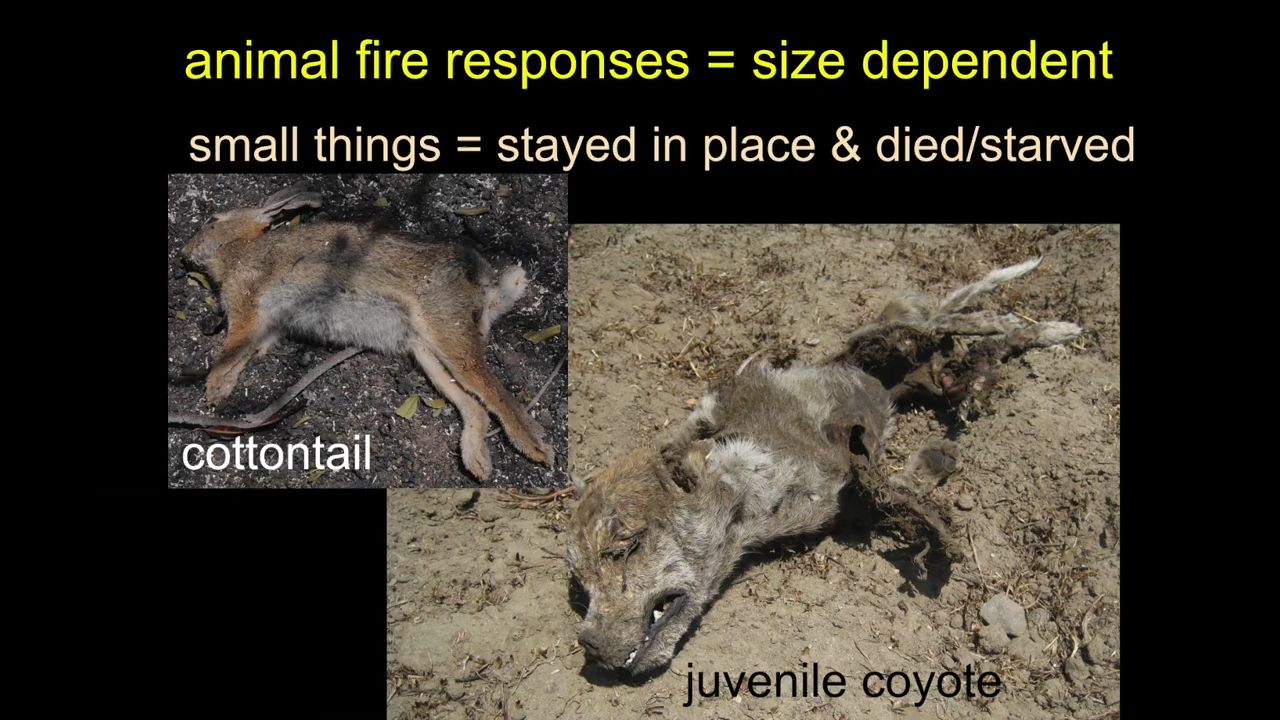 animal fire responses = size dependent
small things = stayed in place & died/starved
cottontail
juvenile coyote